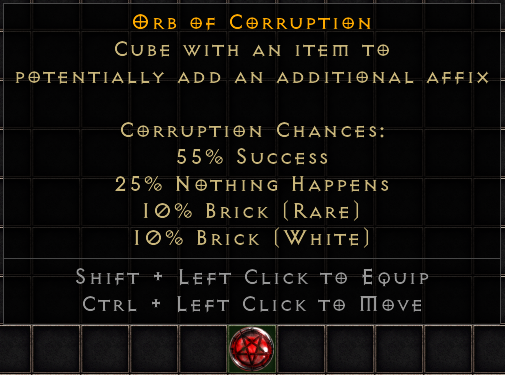 Orb of Corruption
Cube with an item to
potentially add an additional affix
Corruption Chances:
55% Success
25% Nothing Happens
10% Brick (Rare)
10% Brick (White)
Shift + Left Click to Equip
Ctrl + Left Click to Move